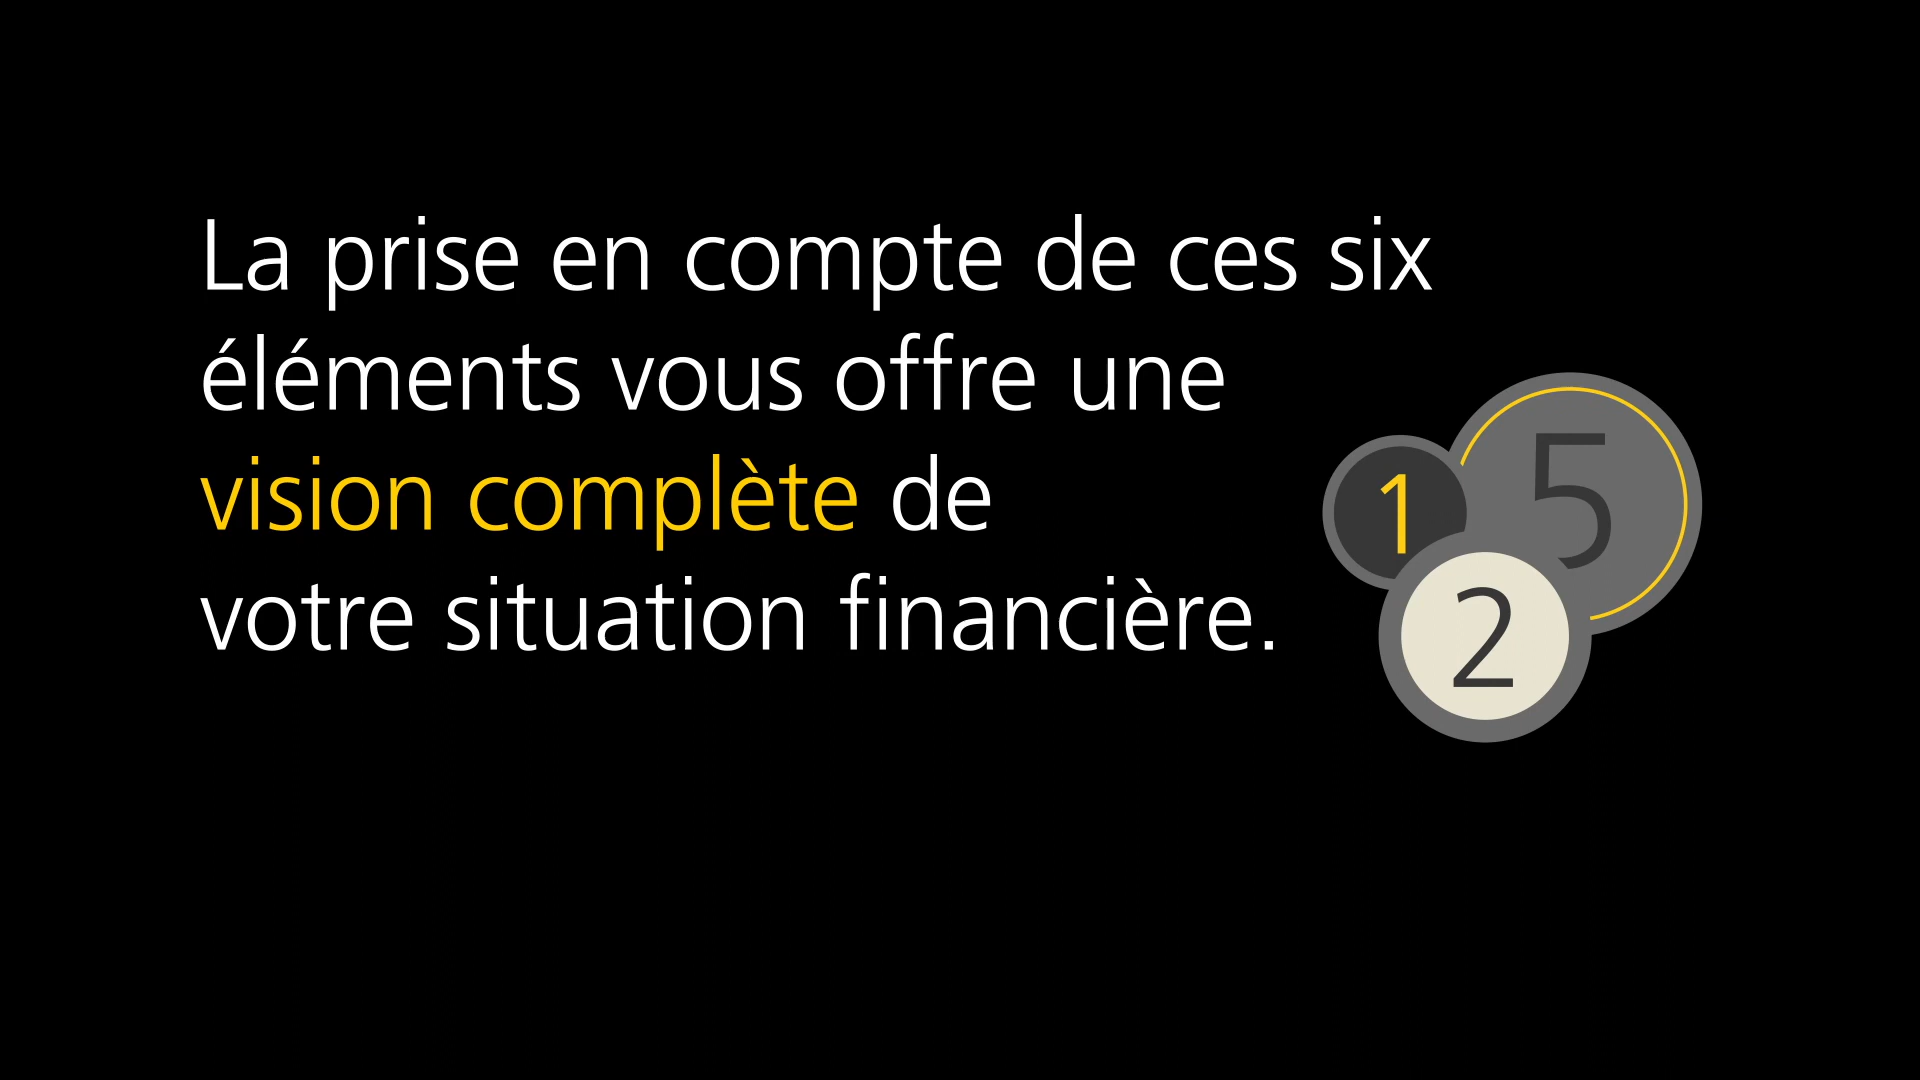 La prise en compte de ces six
éléments vous offre une
vision complète de
votre situation financière.
1
5
2